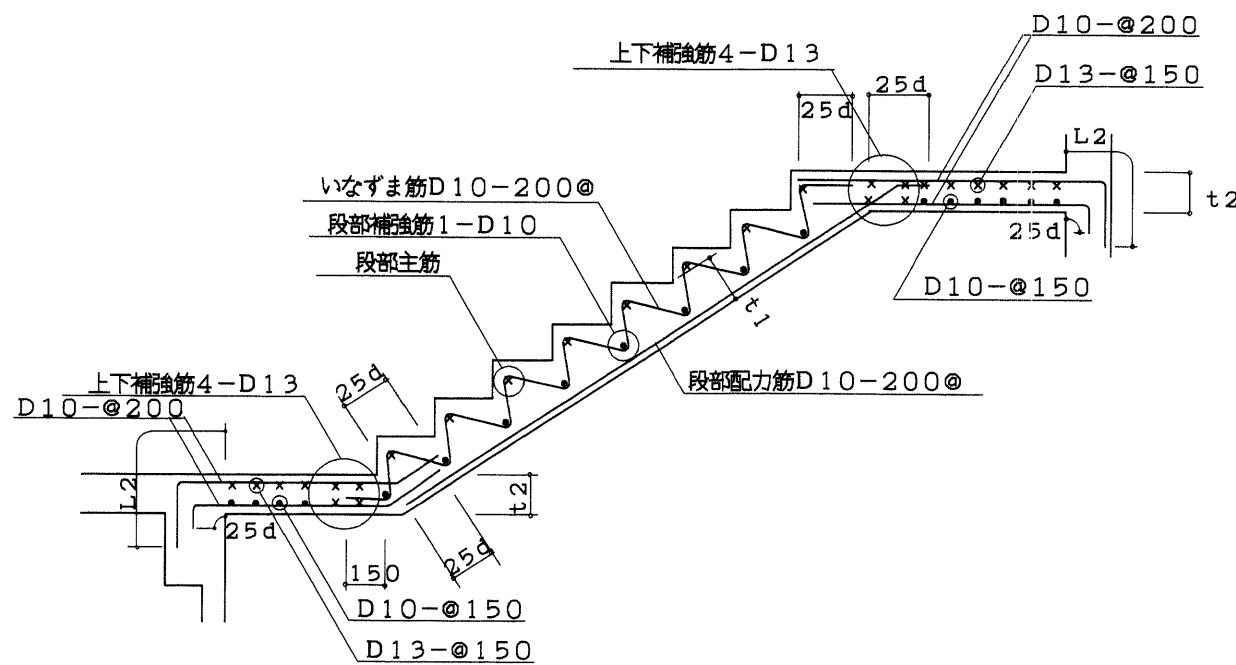 D10-@200
上下補強筋4-D13
D13-@150
25d
25d
L2
いなずま筋D10-200@
t2
段部補強筋1-D10
25d
段部主筋
D10-@150
t1
上下補強筋4-D13
25d
段部配力筋D10-200@
D10-@200
L2
t2
25d
25d
150
D10-@150
D13-@150